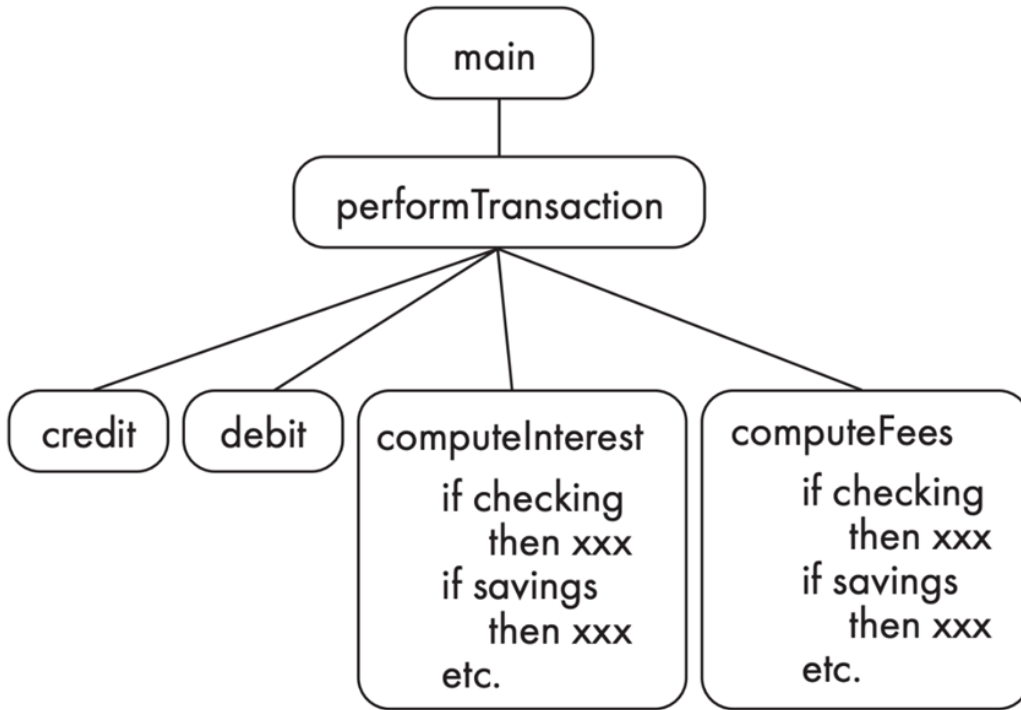 main
performTransaction
credit
debit
computeInterest
if checking
then xxx
if savings
then xxx
etc.
computeFees
if checking
then xxx
if savings
then xxx
etc.